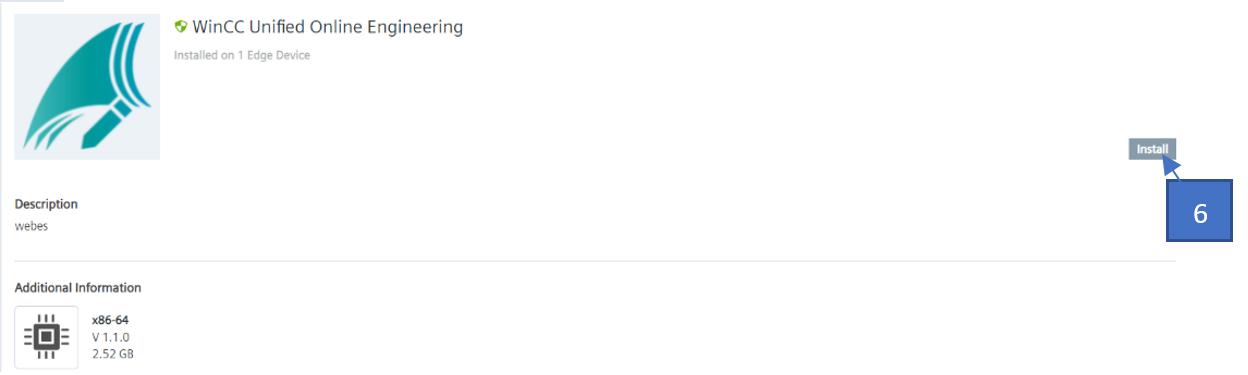 WinCC Unified Online Engineering
Installed on 1 Edge Device
Install
6
Description
webes
Additional Information
x86-64
V 1.1.0
2.52 GB